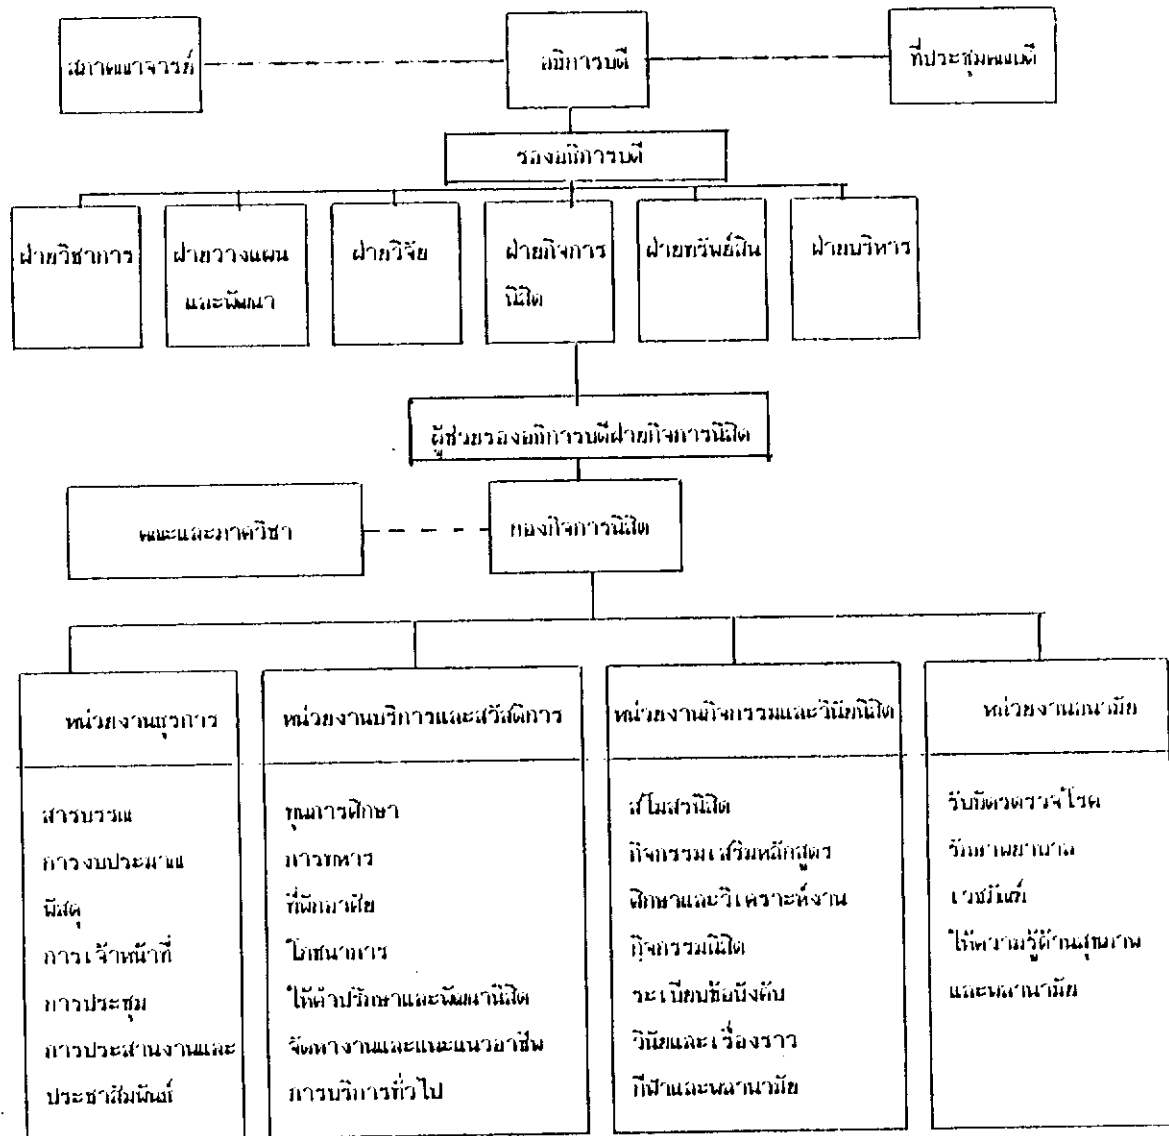 สภาคณาจารย์
อธิการบดี
ที่ประชุมคณบดี
รองอธิการบดี
ฝ่ายวิชาการ
ฝ่ายวางแผน
และพัฒนา
ฝ่ายวิจัย
ฝ่ายกิจการ
นิสิต
ฝ่ายทรัพย์สิน
ฝ่ายบริหาร
ผู้ช่วยรองอธิการบดีฝ่ายกิจการนิสิต
คณะและภาควิชา
กองกิจการนิสิต
หน่วยงานธุรการ
สารบรรณ
การงบประมาณ
พัสดุ
การเจ้าหน้าที่
การประชุม
การประสานงานและ
ประชาสัมพันธ์
หน่วยงานบริการและสวัสดิการ
ทุนการศึกษา
การทหาร
ที่พักอาศัย
โภชนาการ
ให้คำปรึกษาและพัฒนานิสิต
จัดหางานและแนะแนวอาชีพ
การบริการทั่วไป
หน่วยงานกิจกรรมและวินัยนิสิต
สโมสรนิสิต
กิจกรรมเสริมหลักสูตร
ศึกษาและวิเคราะห์งาน
กิจกรรมนิสิต
ระเบียบข้อบังคับ
วินัยและเรื่องราว
กีฬาและพลานามัย
หน่วยงานอนามัย
รับบัตรตรวจโรค
รักษาพยาบาล
เวชภัณฑ์
ให้ความรู้ด้านสุขภาพ
และพลานามัย